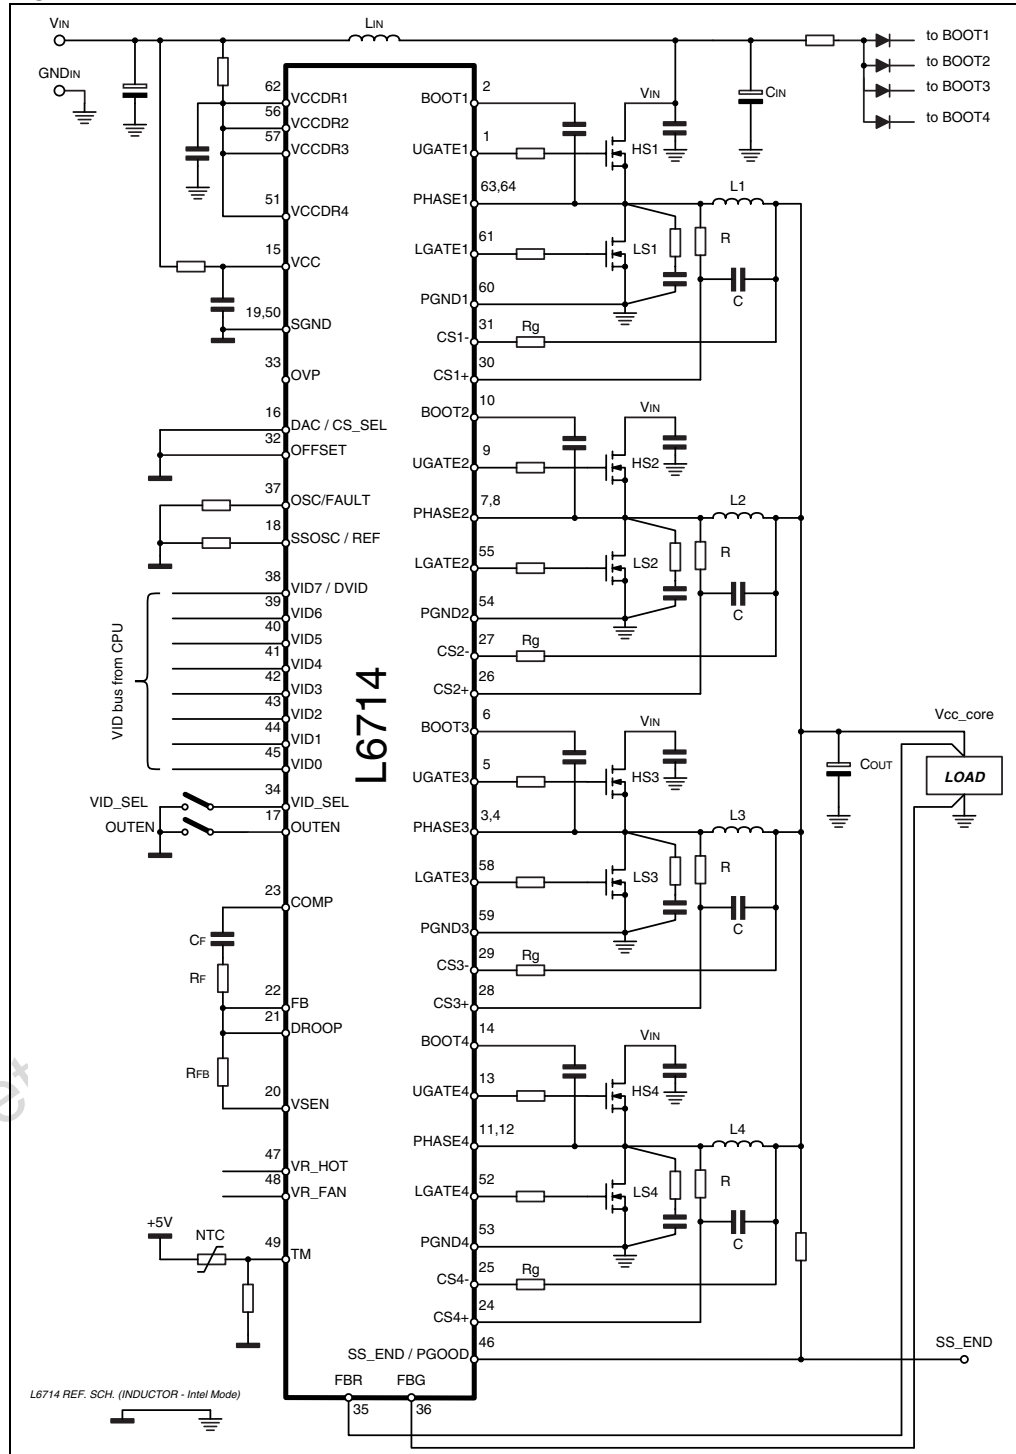 VIN
LIN
to BOOT1
to BOOT2
to BOOT3
to BOOT4
GNDIN
CIN
62
VCCDR1
56
VCCDR2
57
VCCDR3
51
VCCDR4
15
VCC
19,50
SGND
33
OVP
16
DAC / CS_SEL
32
OFFSET
37
OSC/FAULT
18
SSOSC / REF
38
VID7 / DVID
39
VID6
40
VID5
41
VID4
42
VID3
43
VID2
44
VID1
45
VID0
VID bus from CPU
34
VID_SEL
VID_SEL
17
OUTEN
OUTEN
23
COMP
CF
RF
22
FB
21
DROOP
RFB
20
VSEN
47
VR_HOT
48
VR_FAN
+5V
NTC
49
TM
L6714
BOOT1
2
VIN
UGATE1
1
HS1
PHASE1
63,64
L1
LGATE1
61
LS1
R
C
PGND1
60
CS1-
31
Rg
CS1+
30
BOOT2
10
VIN
UGATE2
9
HS2
PHASE2
7,8
L2
LGATE2
55
LS2
R
C
PGND2
54
CS2-
27
Rg
CS2+
26
BOOT3
6
VIN
UGATE3
5
HS3
PHASE3
3,4
L3
LGATE3
58
LS3
R
C
PGND3
59
CS3-
29
Rg
CS3+
28
BOOT4
14
VIN
UGATE4
13
HS4
PHASE4
11,12
L4
LGATE4
52
LS4
R
C
PGND4
53
CS4-
25
Rg
CS4+
24
SS_END / PGOOD
46
SS_END
Vcc_core
COUT
LOAD
FBR
FBG
35
36
L6714 REF. SCH. (INDUCTOR - Intel Mode)